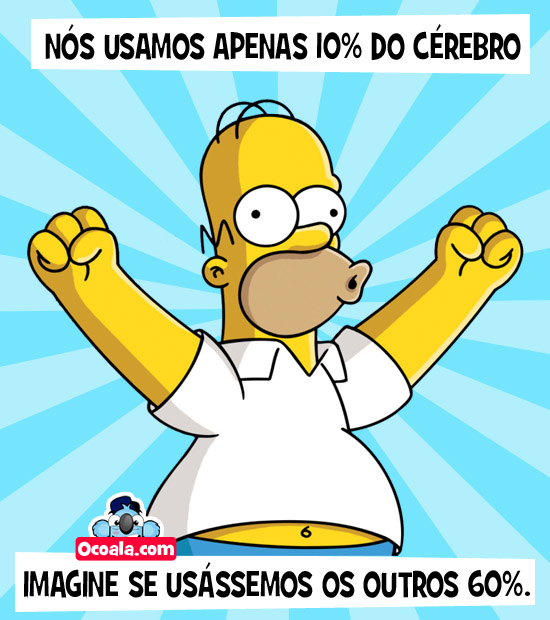 NÓS USAMOS APENAS 10% DO CÉREBRO
Ocoala.com
IMAGINE SE USÁSSEMOS OS OUTROS 60%.